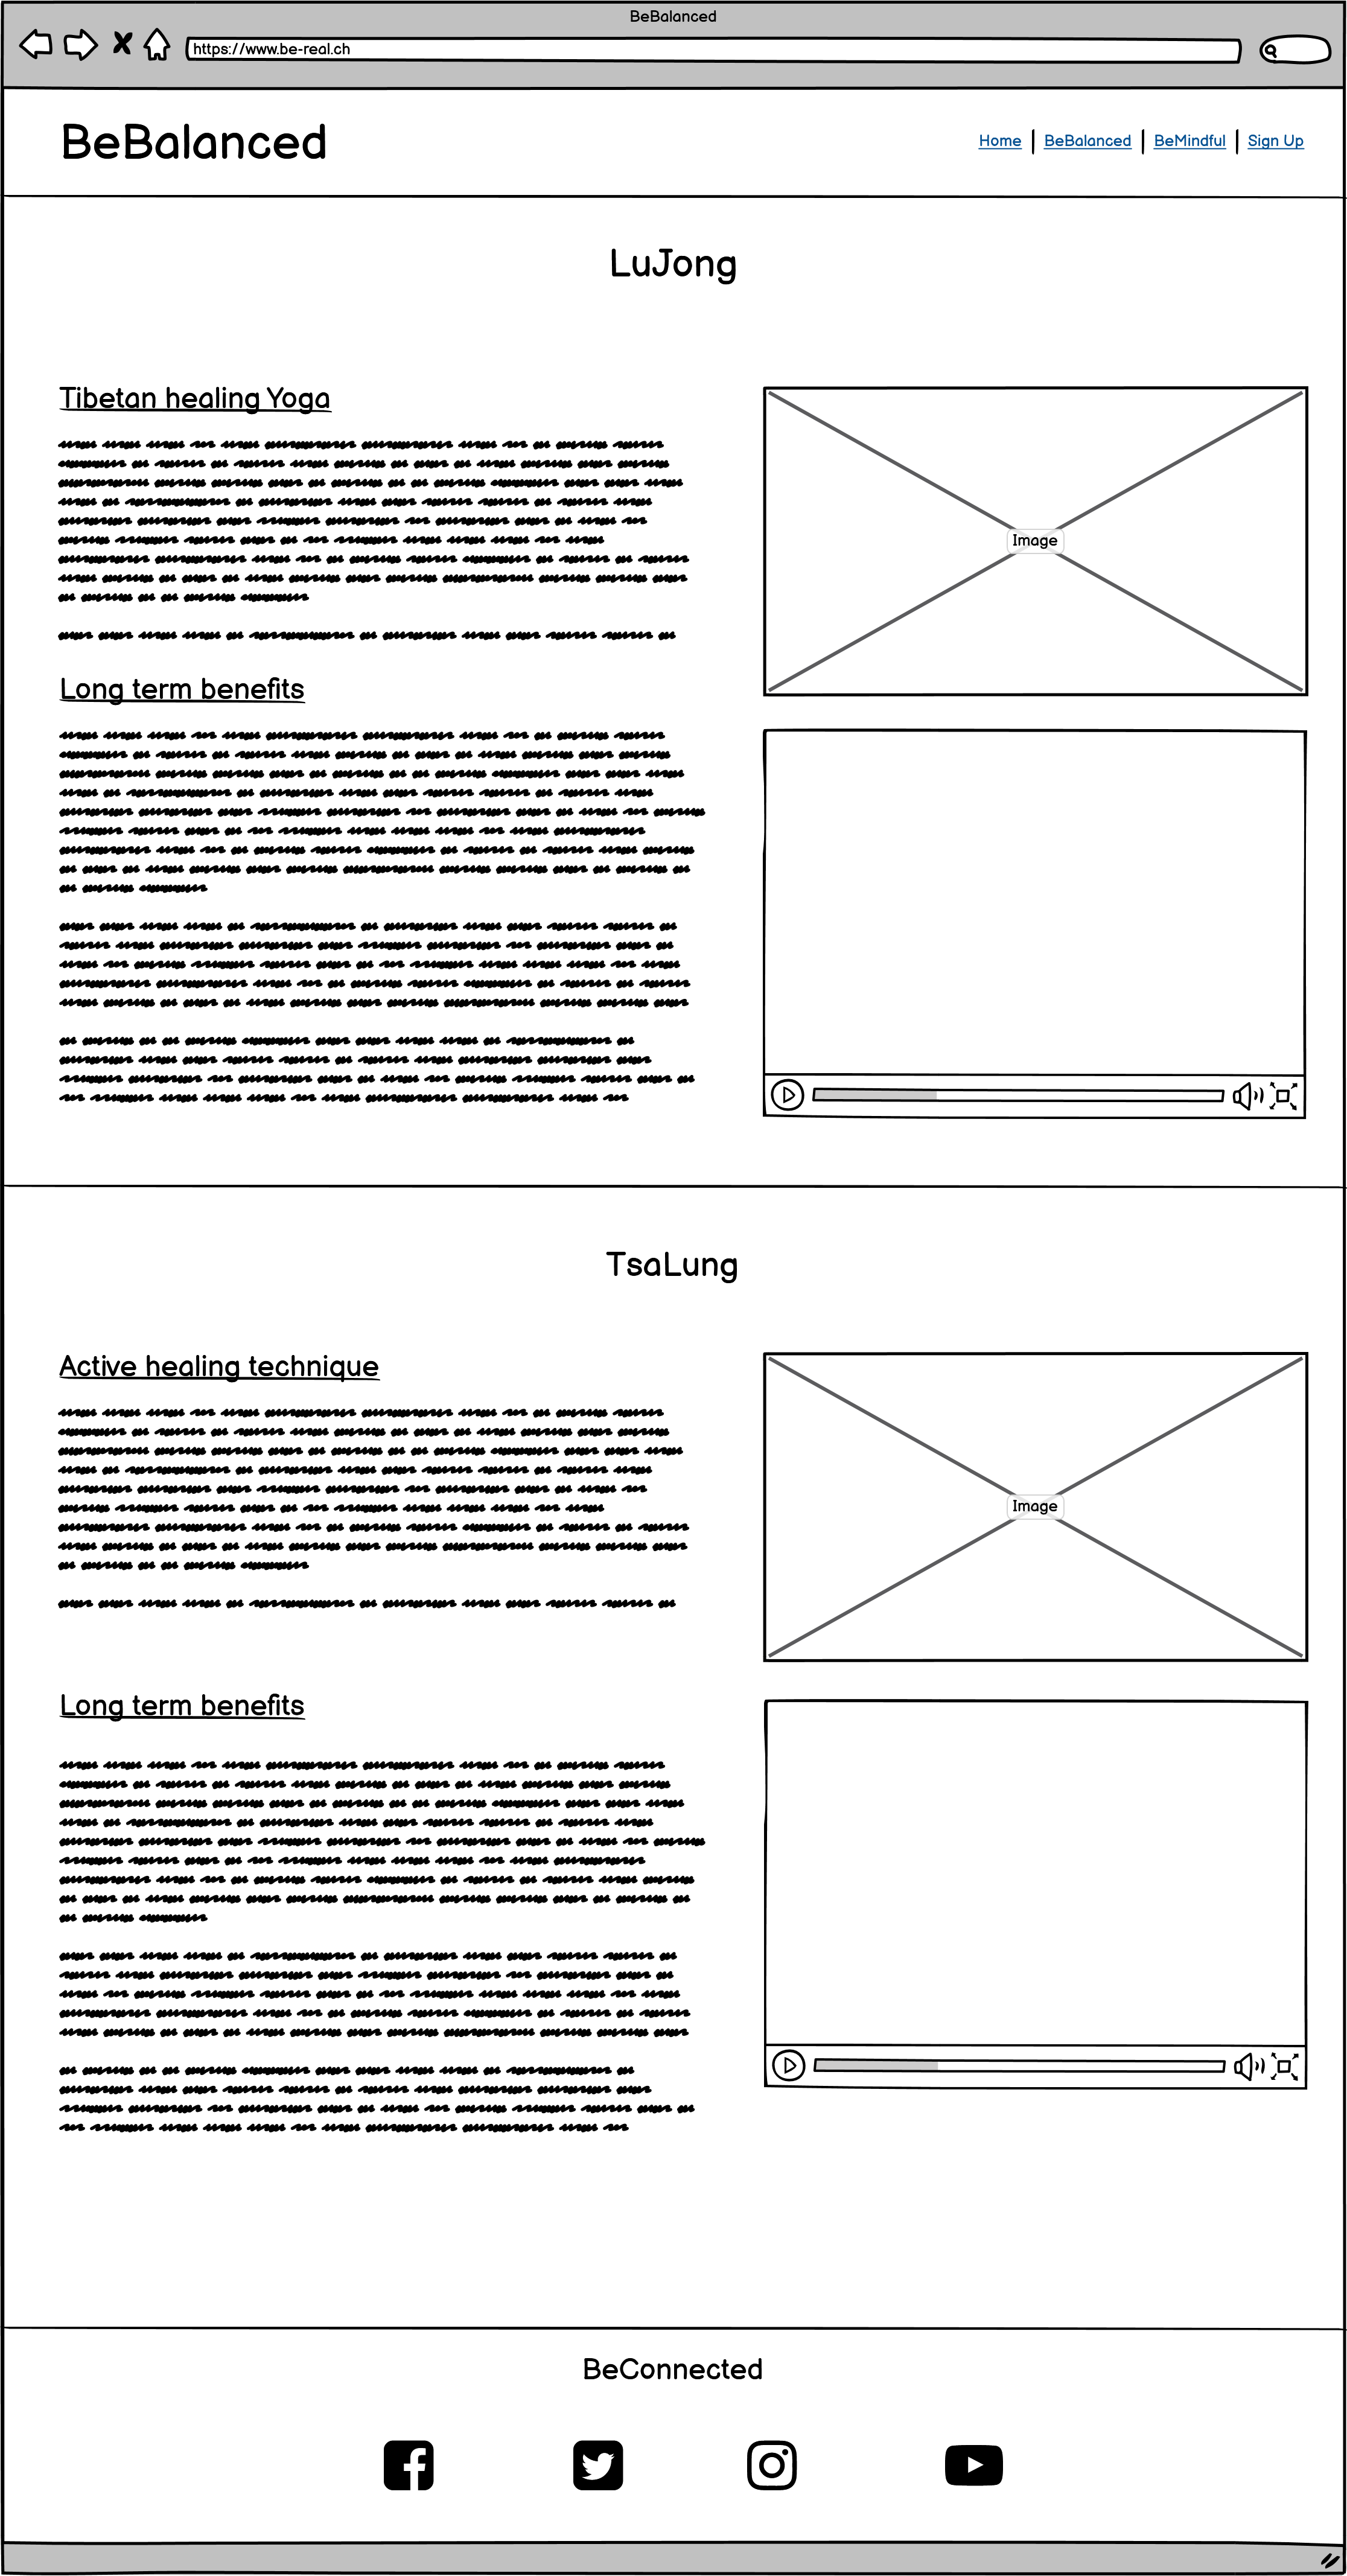 BeBalanced
https://www.be-real.ch
BeBalanced
Home BeBalanced BeMindful Sign Up
LuJong
Tibetan healing Yoga
Image
Long term benefits
TsaLung
Active healing technique
Image
Long term benefits
BeConnected